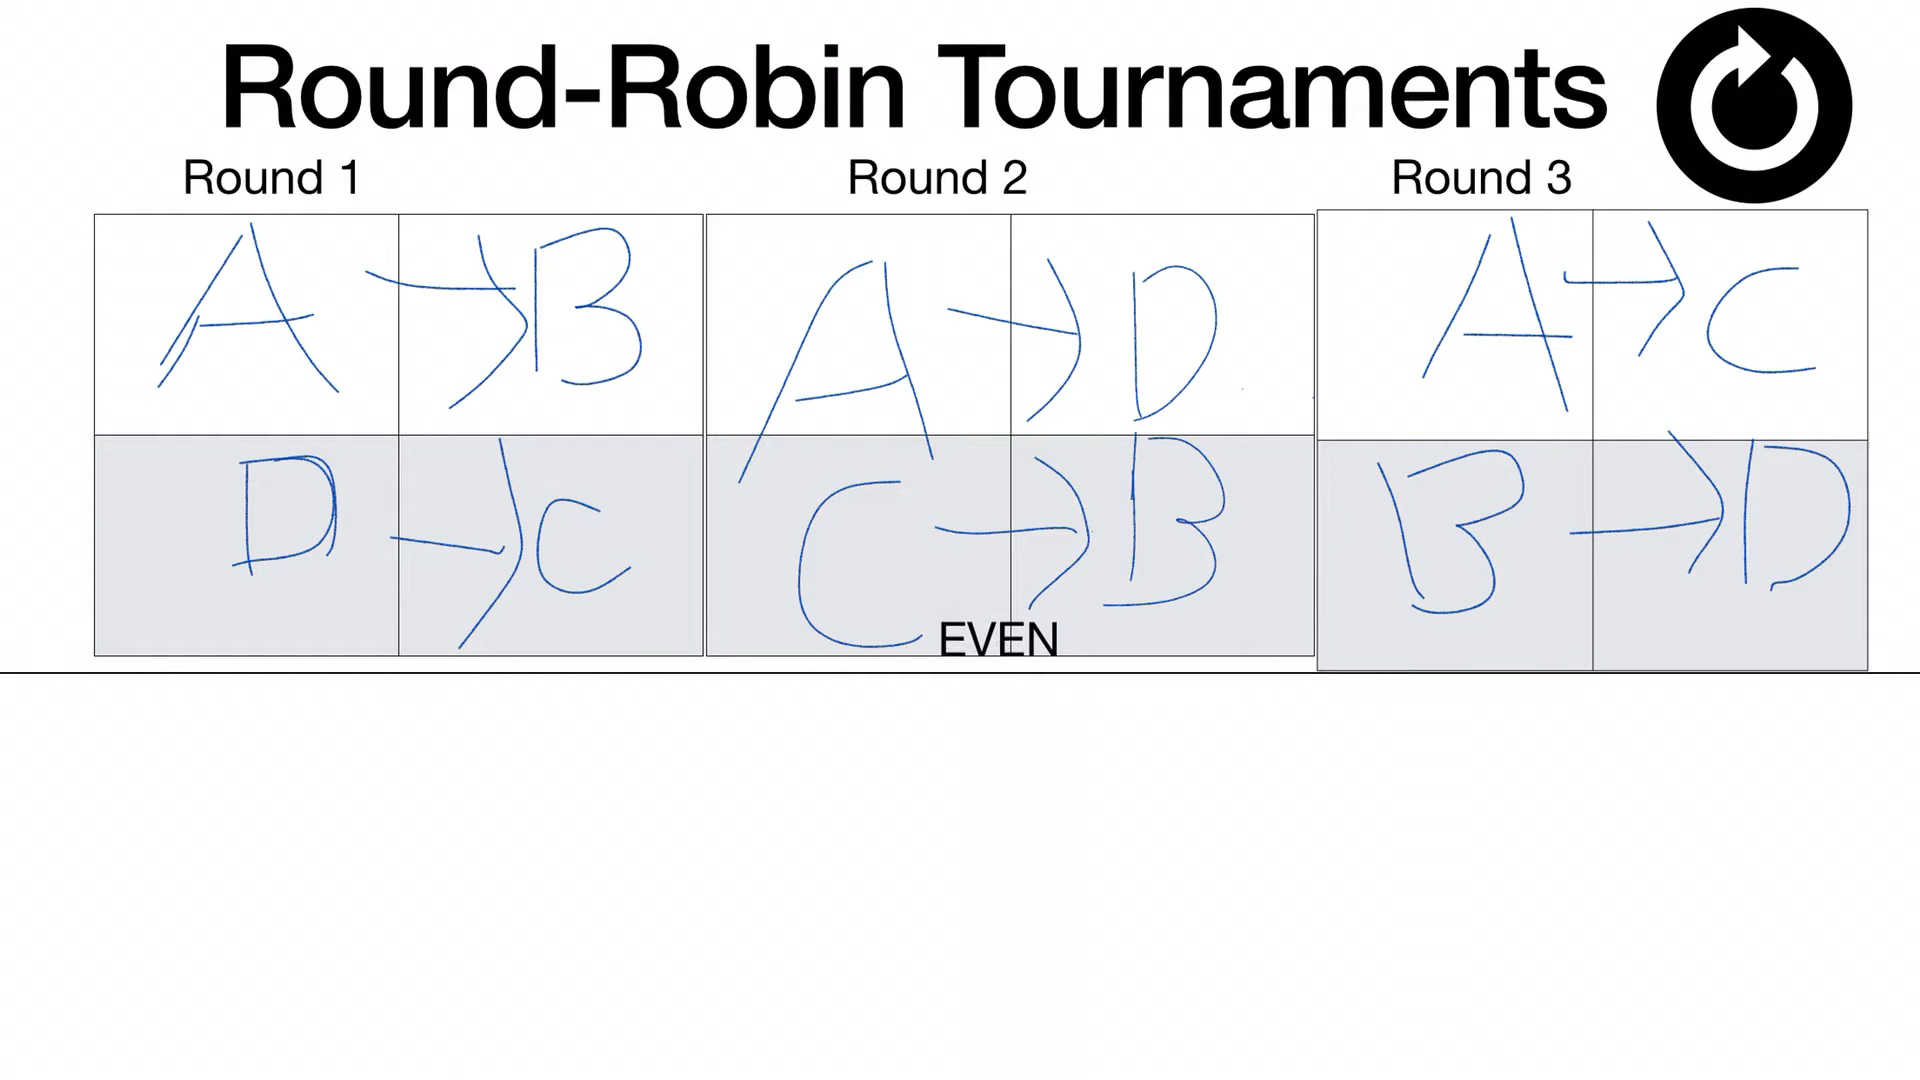 Round-Robin Tournaments
Round 1
Round 2
Round 3
A → B
A → D
A → C
D → C
C → B
B → D
EVEN